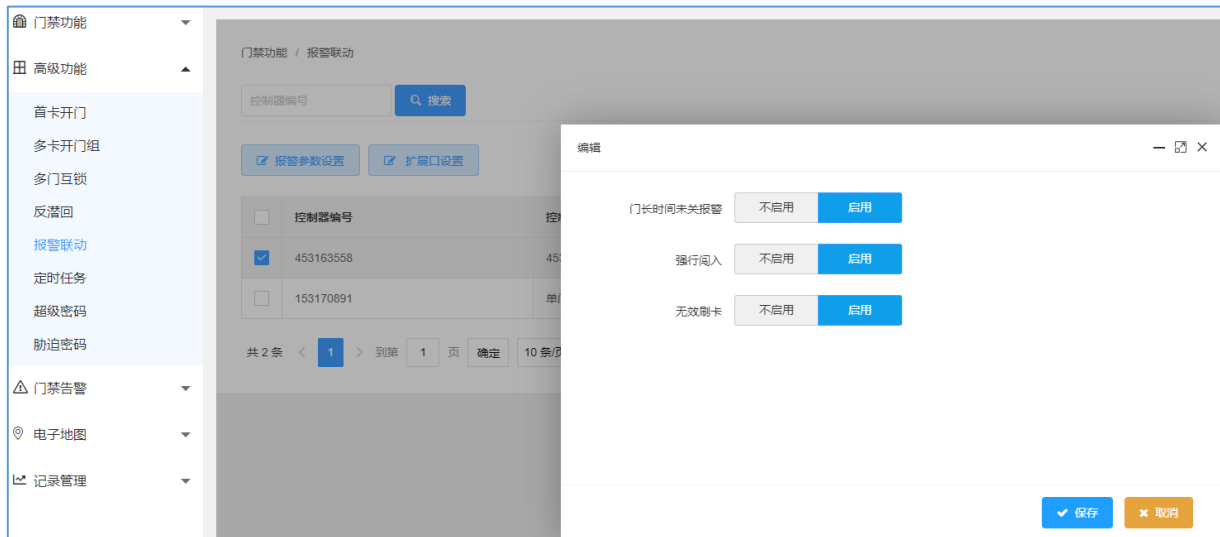 门禁功能
高级功能
首卡开门
多卡开门组
多门互锁
反潜回
报警联动
定时任务
超级密码
胁迫密码
门禁告警
电子地图
记录管理
门禁功能 / 报警联动
控制器编号 搜索
报警参数设置 扩展口设置
控制器编号
453163558
153170891
共 2 条 1 到第 1 页 确定 10 条/页
编辑
门长时间未关报警 不启用 启用
强行闯入 不启用 启用
无效刷卡 不启用 启用
保存 取消